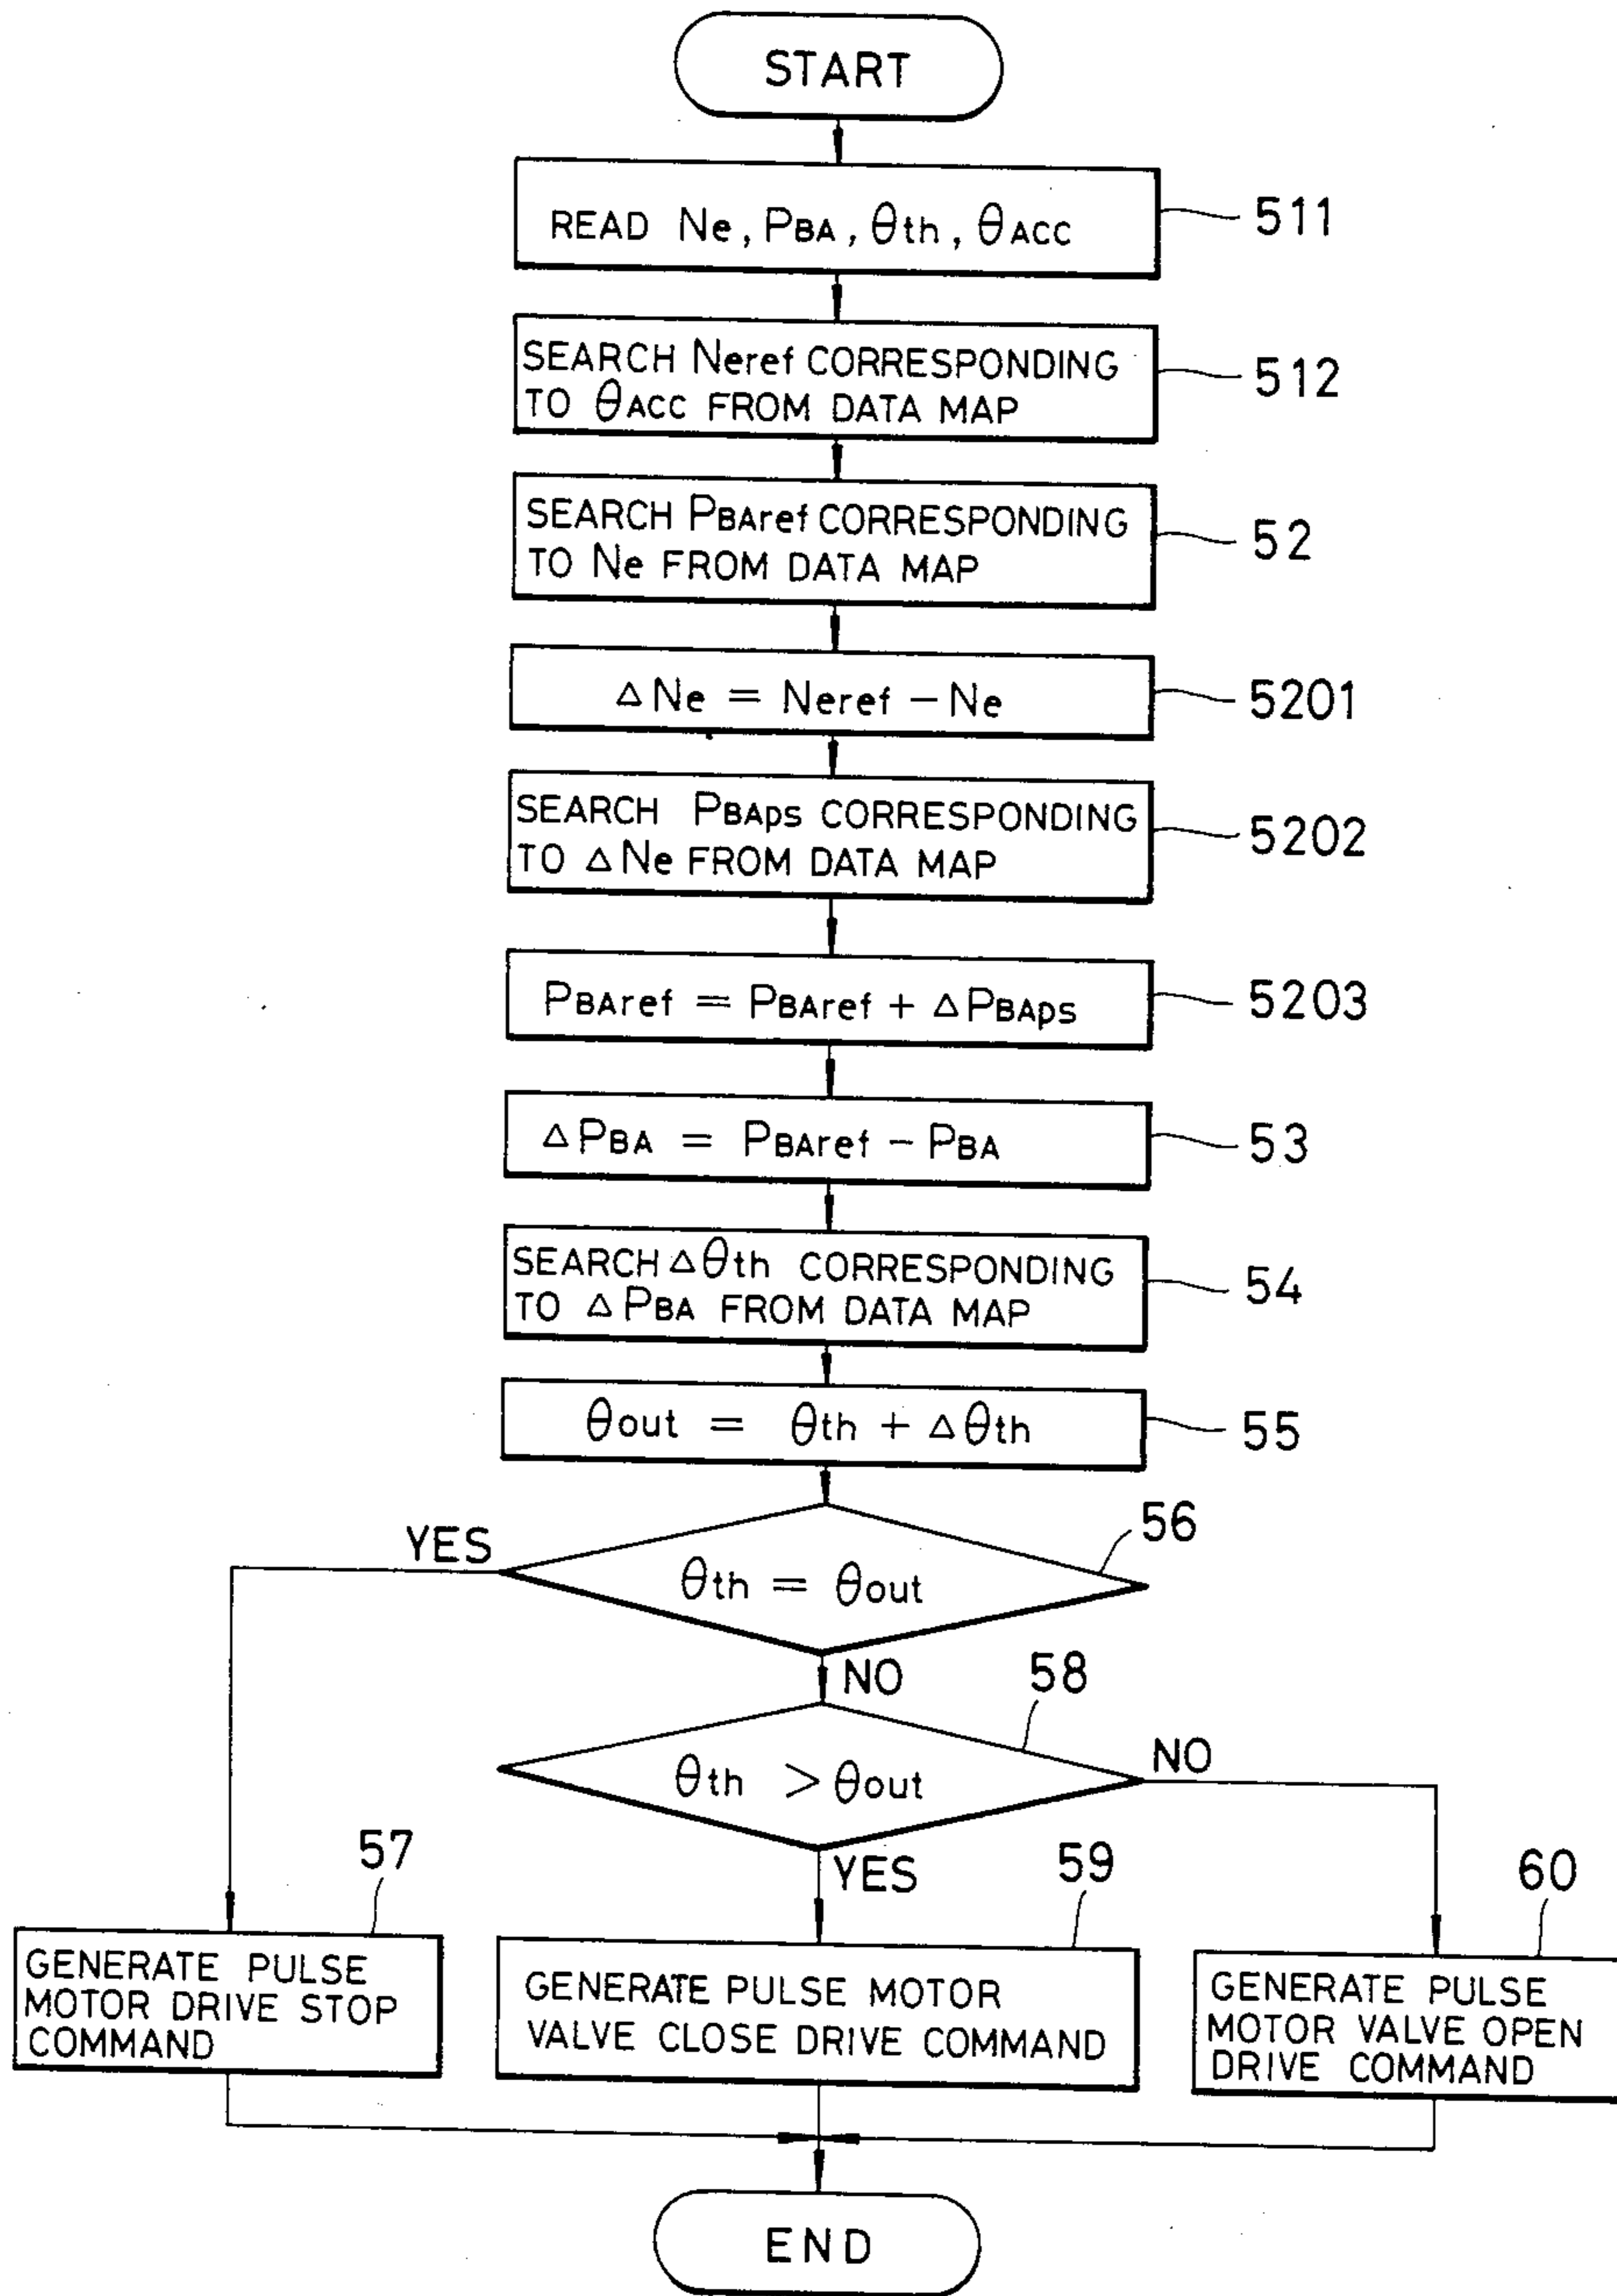 START
READ Ne, PBA, θth, θACC
511
SEARCH Neref CORRESPONDING
TO θACC FROM DATA MAP
512
SEARCH PBAref CORRESPONDING
TO Ne FROM DATA MAP
52
ΔNe = Neref - Ne
5201
SEARCH PBAps CORRESPONDING
TO ΔNe FROM DATA MAP
5202
PBAref = PBAref + ΔPBAps
5203
ΔPBA = PBAref - PBA
53
SEARCH Δθth CORRESPONDING
TO ΔPBA FROM DATA MAP
54
θout = θth + Δθth
55
56
YES
θth = θout
NO
58
θth > θout
NO
YES
57
GENERATE PULSE
MOTOR DRIVE STOP
COMMAND
59
GENERATE PULSE MOTOR
VALVE CLOSE DRIVE COMMAND
60
GENERATE PULSE
MOTOR VALVE OPEN
DRIVE COMMAND
END